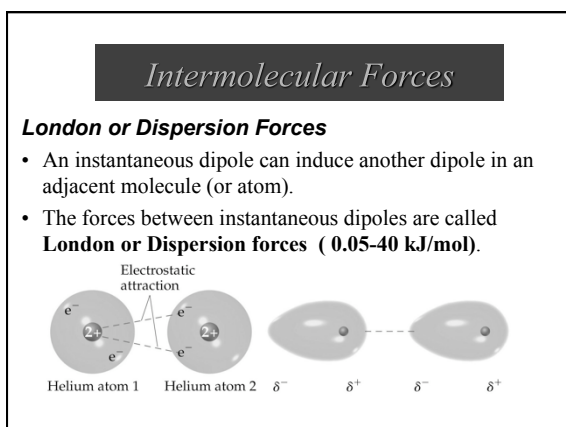 Intermolecular Forces
London or Dispersion Forces
• An instantaneous dipole can induce another dipole in an
adjacent molecule (or atom).
• The forces between instantaneous dipoles are called
London or Dispersion forces ( 0.05-40 kJ/mol).
Electrostatic
attraction
e⁻ e⁻
2+ 2+
e⁻ e⁻
Helium atom 1 Helium atom 2 δ⁻ δ⁺ δ⁻ δ⁺